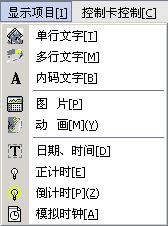 显示项目[I] 控制卡控制[C]
单行文字[T]
多行文字[M]
内码文字[B]
图 片[P]
动 画[M](Y)
日期、时间[D]
正计时[E]
倒计时[P](Z)
模拟时钟[A]